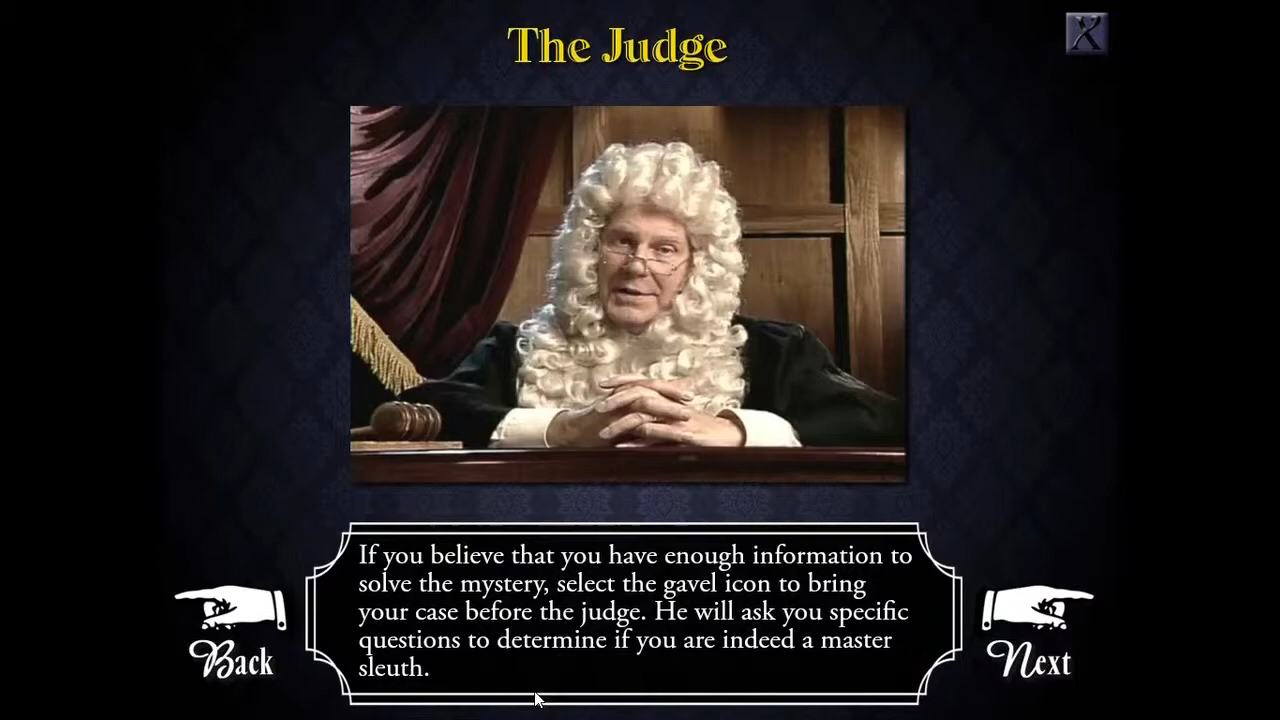 The Judge
X
If you believe that you have enough information to
solve the mystery, select the gavel icon to bring
your case before the judge. He will ask you specific
questions to determine if you are indeed a master
sleuth.
Back
Next